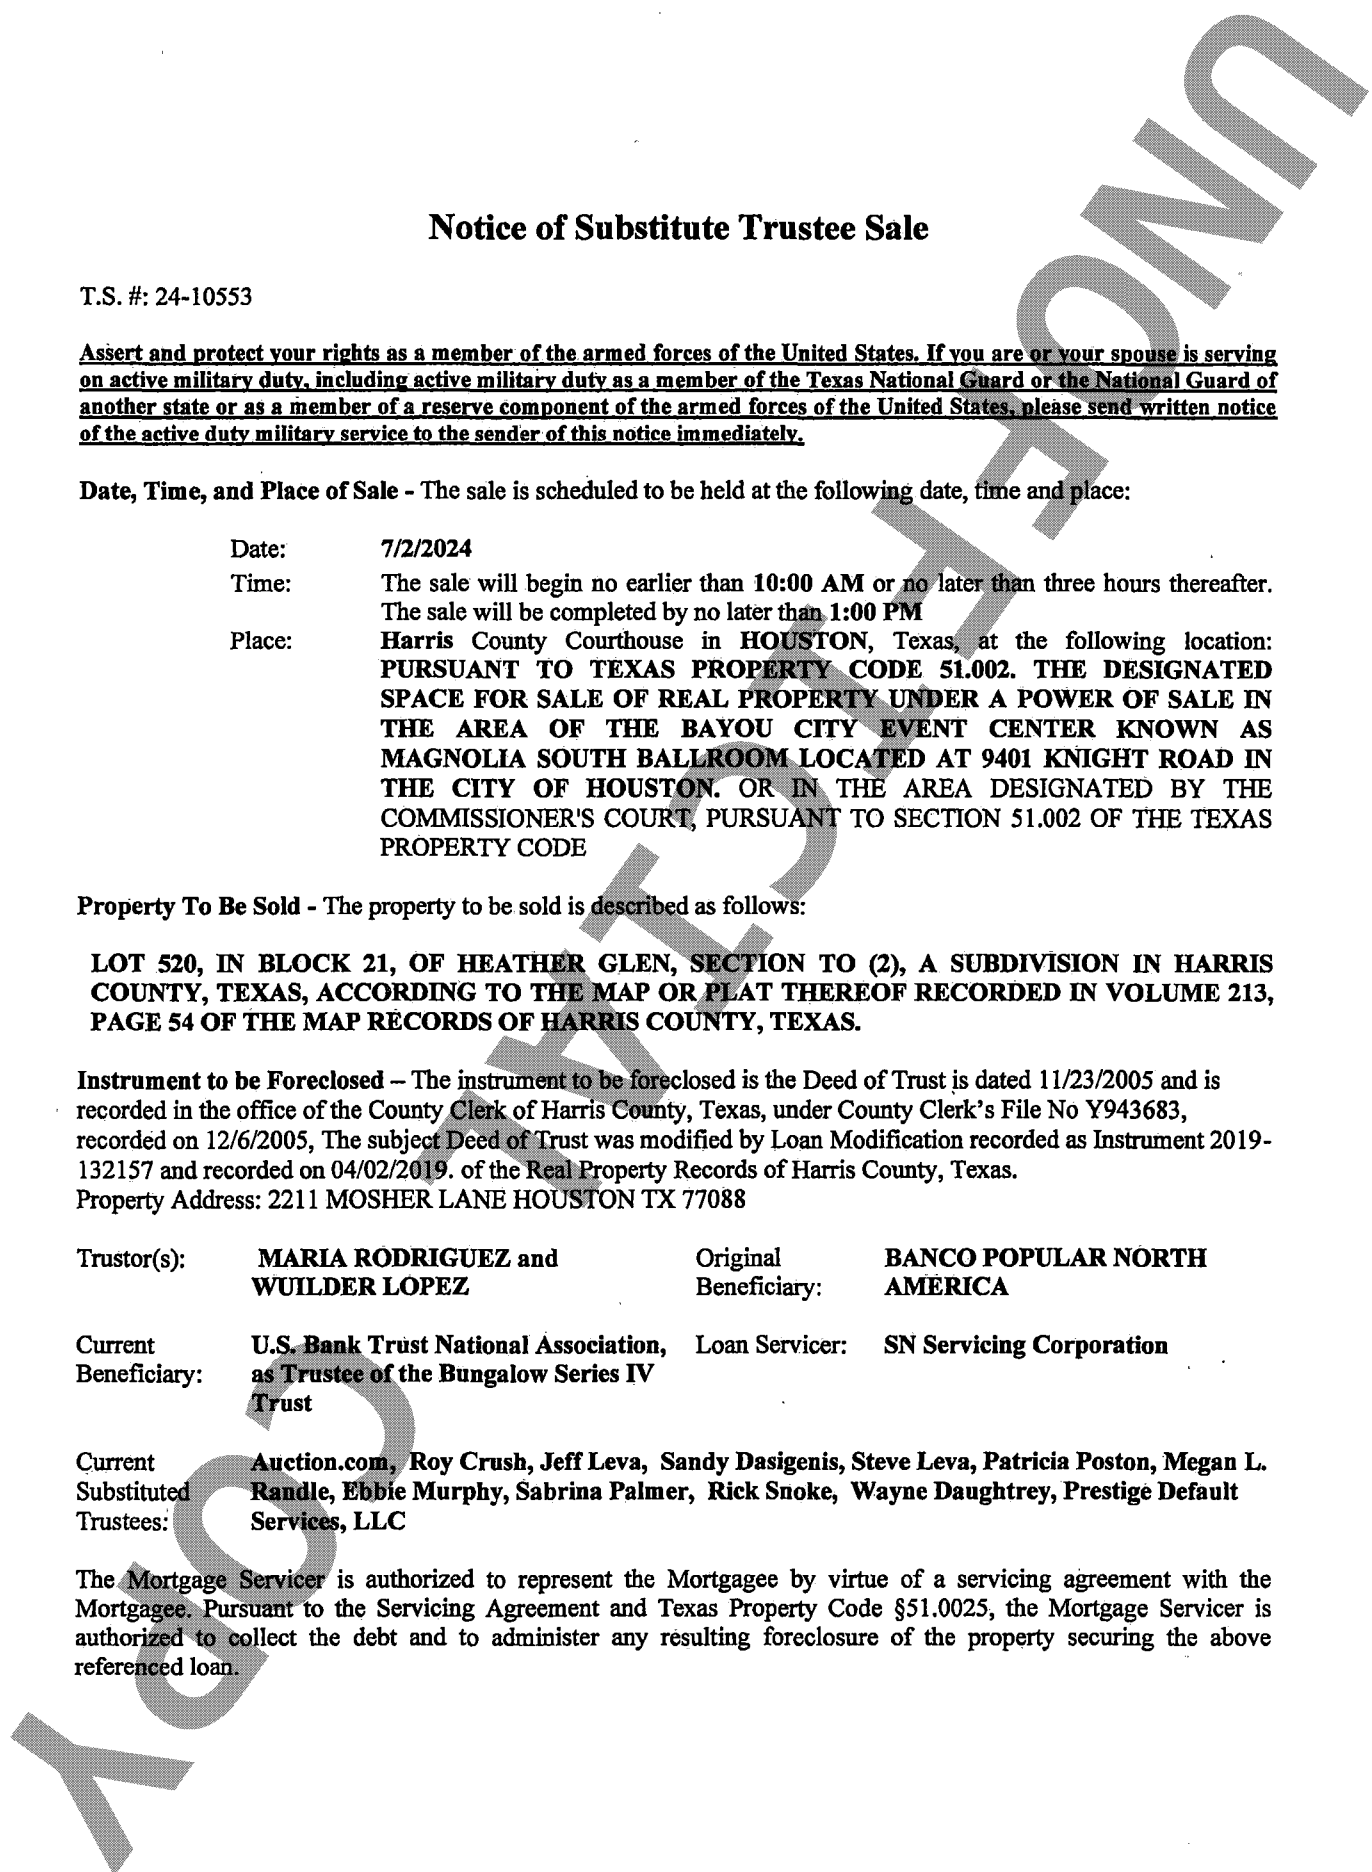 Notice of Substitute Trustee Sale
T.S. #: 24-10553
Assert and protect your rights as a member of the armed forces of the United States. If you are or your spouse is serving
on active military duty, including active military duty as a member of the Texas National Guard or the National Guard of
another state or as a member of a reserve component of the armed forces of the United States, please send written notice
of the active duty military service to the sender of this notice immediately.
Date, Time, and Place of Sale - The sale is scheduled to be held at the following date, time and place:
Date: 7/2/2024
Time: The sale will begin no earlier than 10:00 AM or no later than three hours thereafter.
The sale will be completed by no later than 1:00 PM
Place: Harris County Courthouse in HOUSTON, Texas, at the following location:
PURSUANT TO TEXAS PROPERTY CODE 51.002. THE DESIGNATED
SPACE FOR SALE OF REAL PROPERTY UNDER A POWER OF SALE IN
THE AREA OF THE BAYOU CITY EVENT CENTER KNOWN AS
MAGNOLIA SOUTH BALLROOM LOCATED AT 9401 KNIGHT ROAD IN
THE CITY OF HOUSTON. OR IN THE AREA DESIGNATED BY THE
COMMISSIONER'S COURT, PURSUANT TO SECTION 51.002 OF THE TEXAS
PROPERTY CODE
Property To Be Sold - The property to be sold is described as follows:
LOT 520, IN BLOCK 21, OF HEATHER GLEN, SECTION TO (2), A SUBDIVISION IN HARRIS
COUNTY, TEXAS, ACCORDING TO THE MAP OR PLAT THEREOF RECORDED IN VOLUME 213,
PAGE 54 OF THE MAP RECORDS OF HARRIS COUNTY, TEXAS.
Instrument to be Foreclosed – The instrument to be foreclosed is the Deed of Trust is dated 11/23/2005 and is
recorded in the office of the County Clerk of Harris County, Texas, under County Clerk's File No Y943683,
recorded on 12/6/2005, The subject Deed of Trust was modified by Loan Modification recorded as Instrument 2019-
132157 and recorded on 04/02/2019. of the Real Property Records of Harris County, Texas.
Property Address: 2211 MOSHER LANE HOUSTON TX 77088
Trustor(s): MARIA RODRIGUEZ and Original BANCO POPULAR NORTH
WUILDER LOPEZ Beneficiary: AMERICA
Current U.S. Bank Trust National Association, Loan Servicer: SN Servicing Corporation
Beneficiary: as Trustee of the Bungalow Series IV
Trust
Current Auction.com, Roy Crush, Jeff Leva, Sandy Dasigenis, Steve Leva, Patricia Poston, Megan L.
Substituted Randle, Ebbie Murphy, Sabrina Palmer, Rick Snoke, Wayne Daughtrey, Prestige Default
Trustees: Services, LLC
The Mortgage Servicer is authorized to represent the Mortgagee by virtue of a servicing agreement with the
Mortgagee. Pursuant to the Servicing Agreement and Texas Property Code §51.0025, the Mortgage Servicer is
authorized to collect the debt and to administer any resulting foreclosure of the property securing the above
referenced loan.
UNOFFICIAL COPY